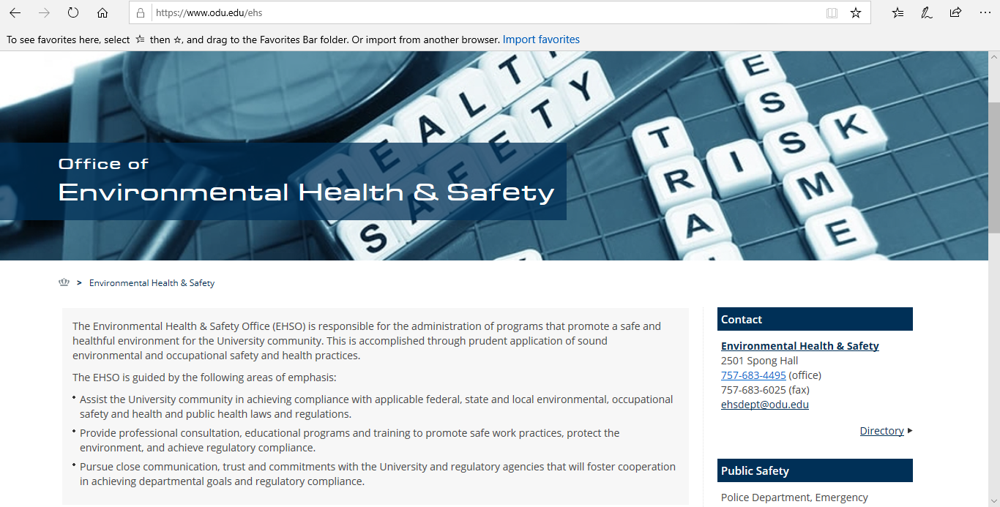 https://www.odu.edu/ehs
To see favorites here, select then , and drag to the Favorites Bar folder. Or import from another browser. Import favorites
HEALT
SAFETY
TRA
RISK
ESSME
Office of
Environmental Health & Safety
> Environmental Health & Safety
The Environmental Health & Safety Office (EHSO) is responsible for the administration of programs that promote a safe and
healthful environment for the University community. This is accomplished through prudent application of sound
environmental and occupational safety and health practices.
The EHSO is guided by the following areas of emphasis:
• Assist the University community in achieving compliance with applicable federal, state and local environmental, occupational
safety and health and public health laws and regulations.
• Provide professional consultation, educational programs and training to promote safe work practices, protect the
environment, and achieve regulatory compliance.
• Pursue close communication, trust and commitments with the University and regulatory agencies that will foster cooperation
in achieving departmental goals and regulatory compliance.
Contact
Environmental Health & Safety
2501 Spong Hall
757-683-4495 (office)
757-683-6025 (fax)
ehsdept@odu.edu
Directory
Public Safety
Police Department, Emergency